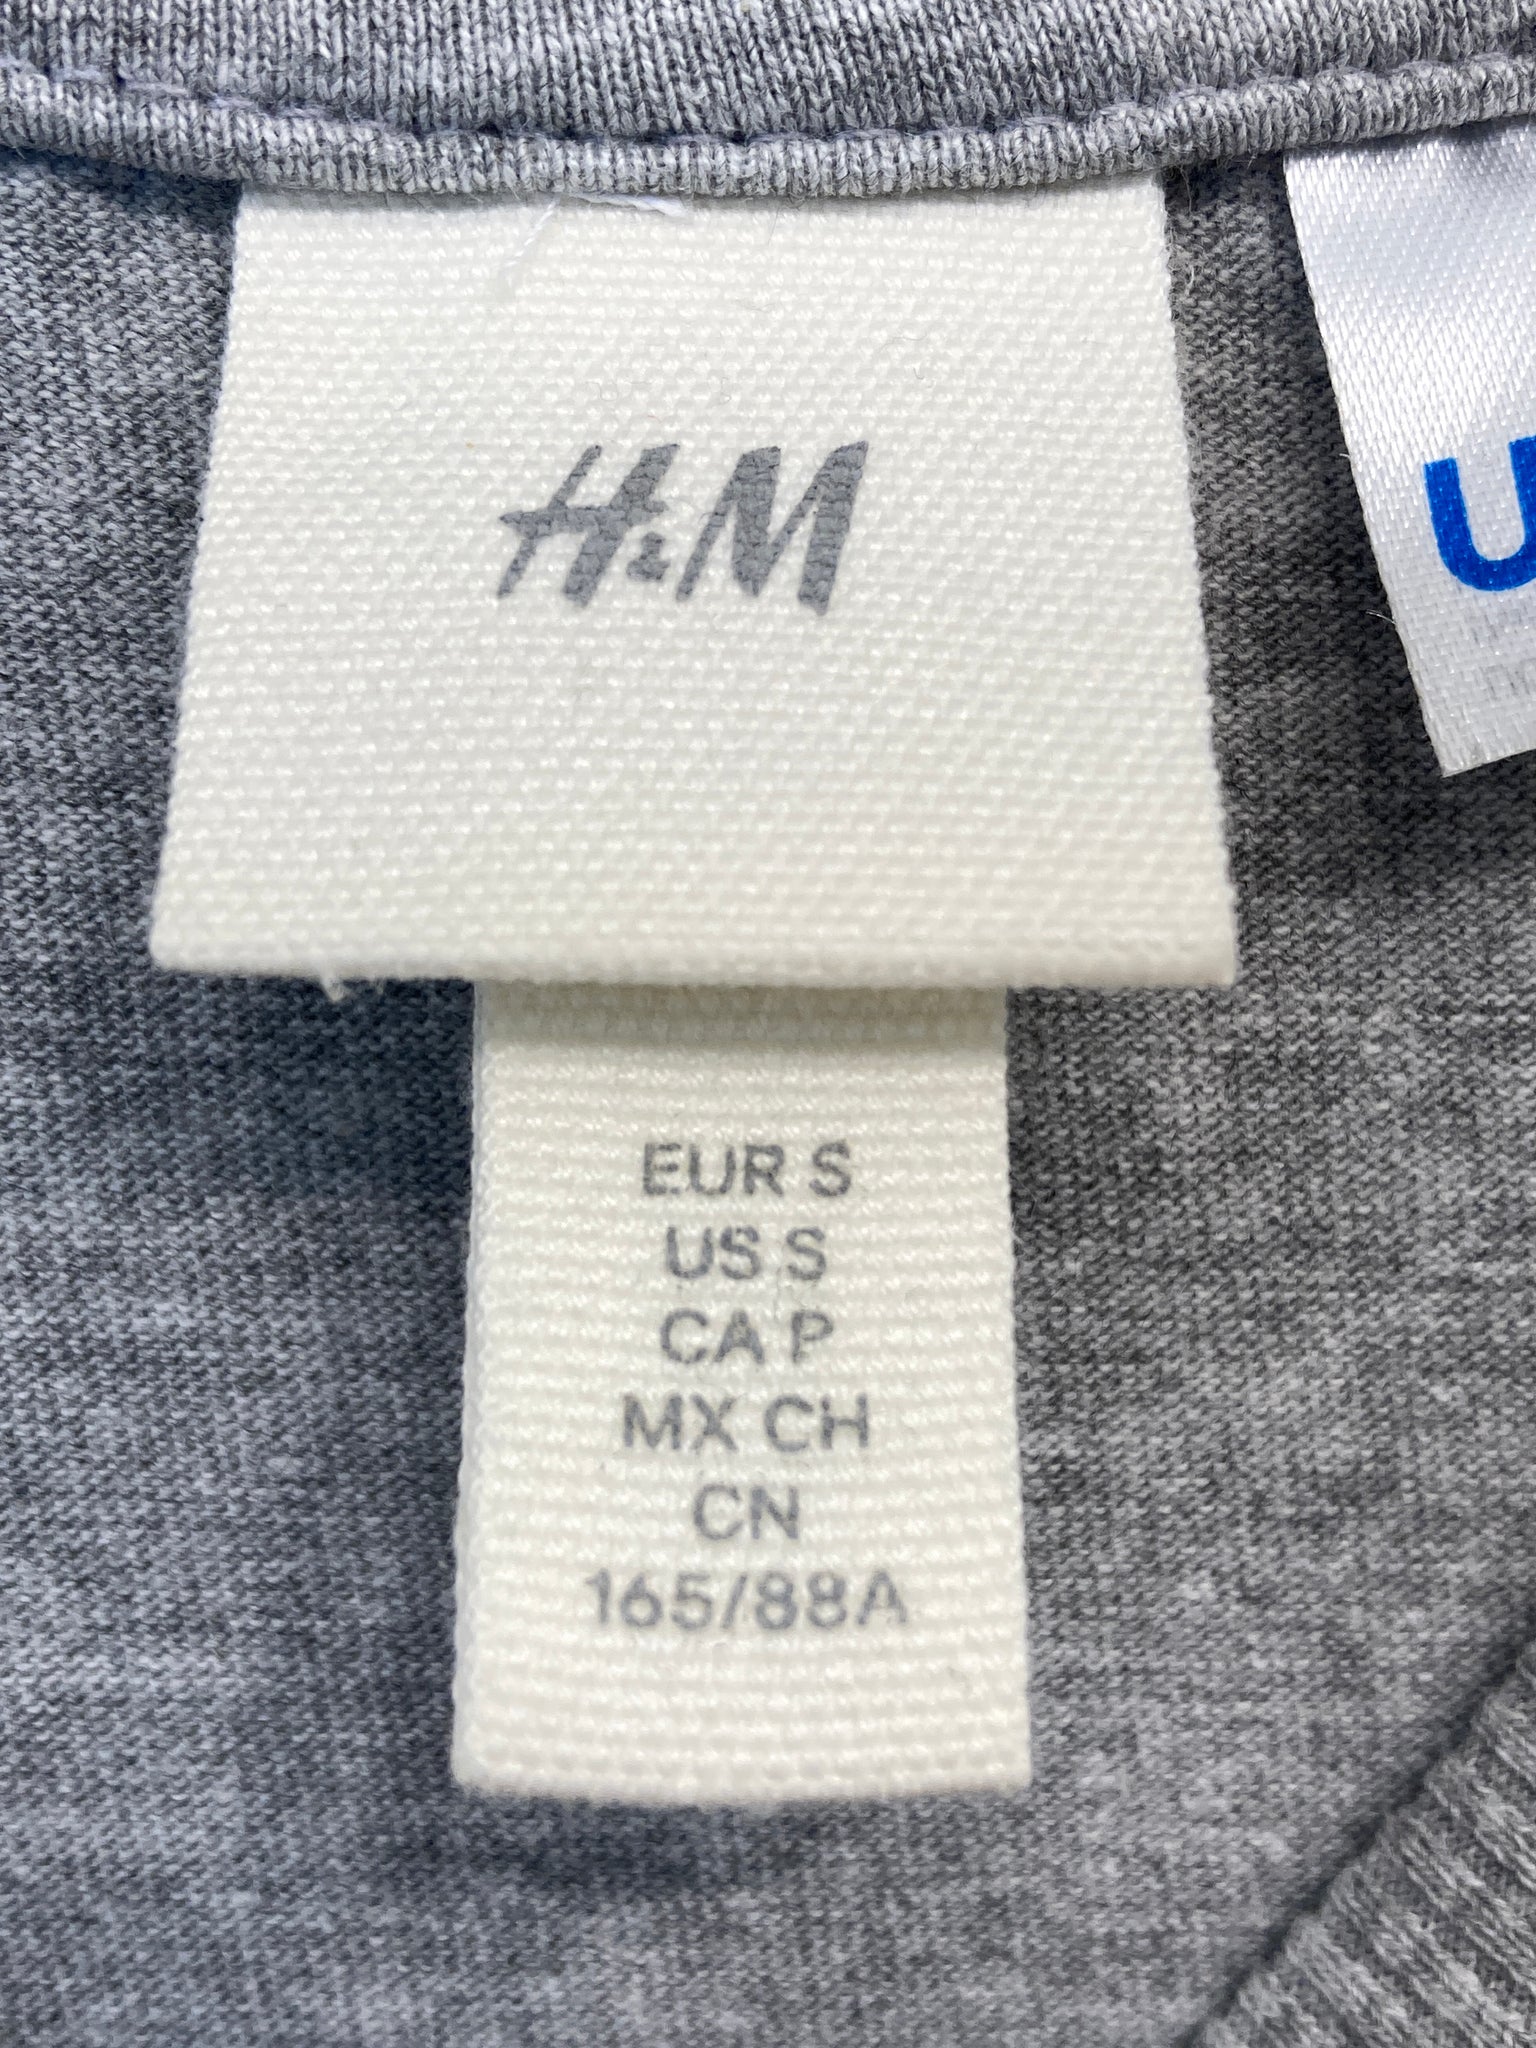 H&M
U
EUR S
US S
CA P
MX CH
CN
165/88A